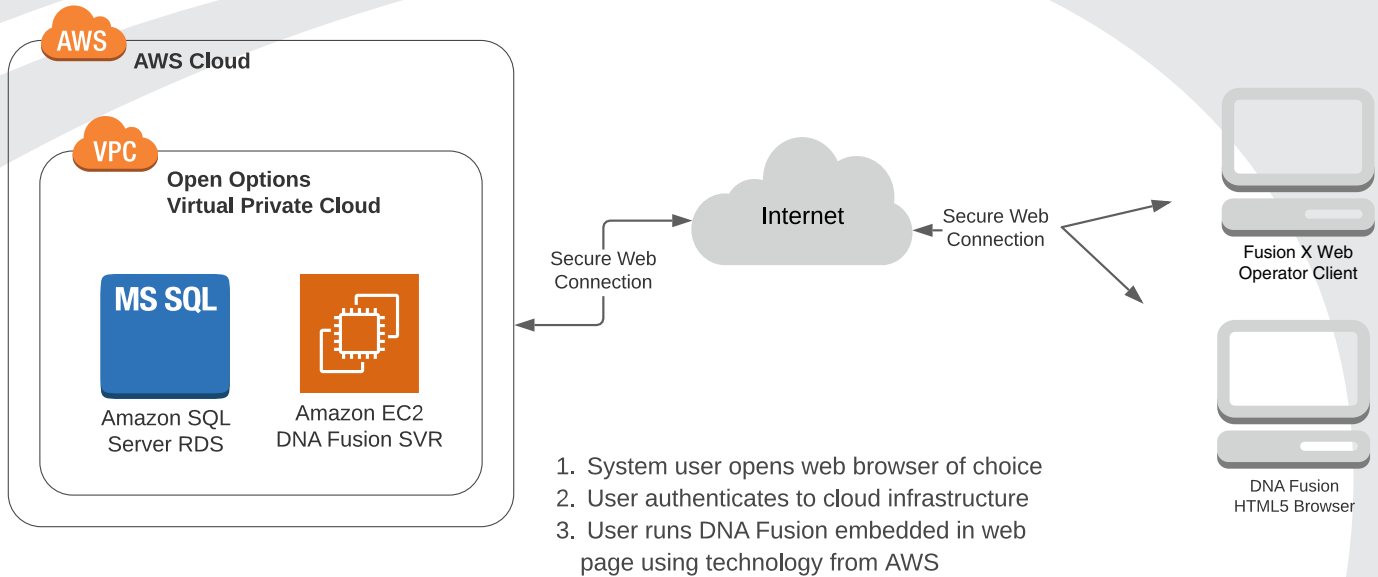 AWS
AWS Cloud
VPC
Open Options
Virtual Private Cloud
MS SQL
Amazon SQL
Server RDS
Amazon EC2
DNA Fusion SVR
Secure Web
Connection
Internet
Secure Web
Connection
Fusion X Web
Operator Client
DNA Fusion
HTML5 Browser
1. System user opens web browser of choice
2. User authenticates to cloud infrastructure
3. User runs DNA Fusion embedded in web
page using technology from AWS